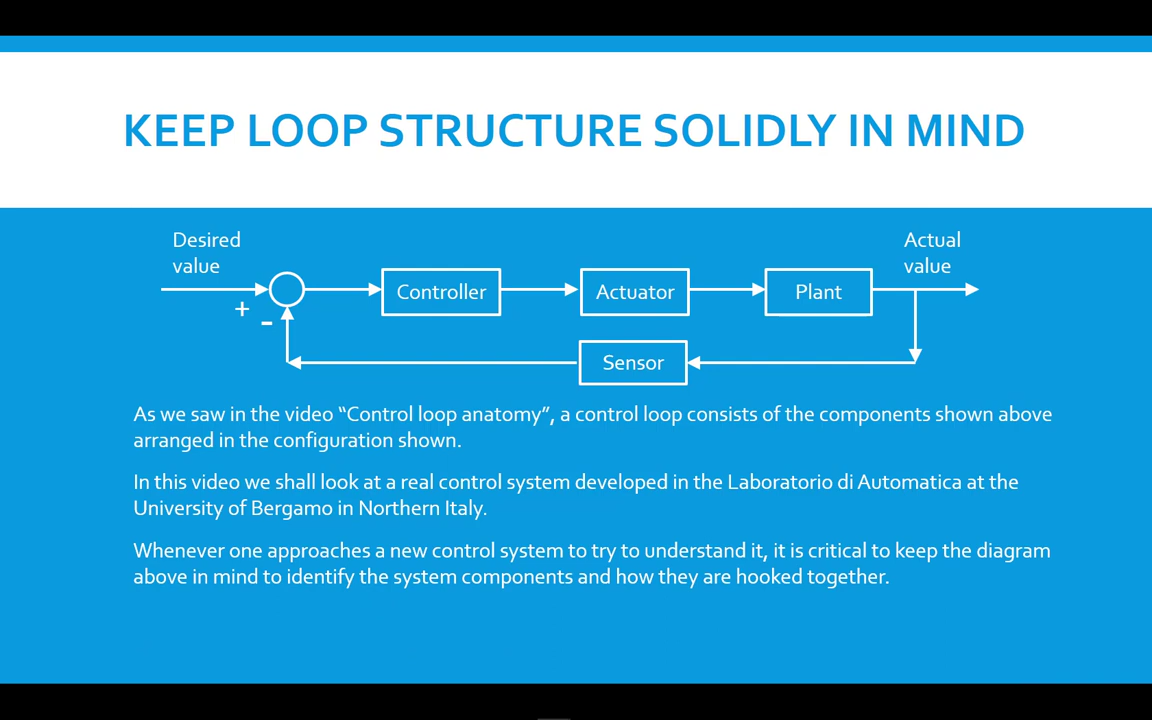 KEEP LOOP STRUCTURE SOLIDLY IN MIND
Desired
value
Actual
value
+
-
Controller
Actuator
Plant
Sensor
As we saw in the video “Control loop anatomy”, a control loop consists of the components shown above
arranged in the configuration shown.
In this video we shall look at a real control system developed in the Laboratorio di Automatica at the
University of Bergamo in Northern Italy.
Whenever one approaches a new control system to try to understand it, it is critical to keep the diagram
above in mind to identify the system components and how they are hooked together.